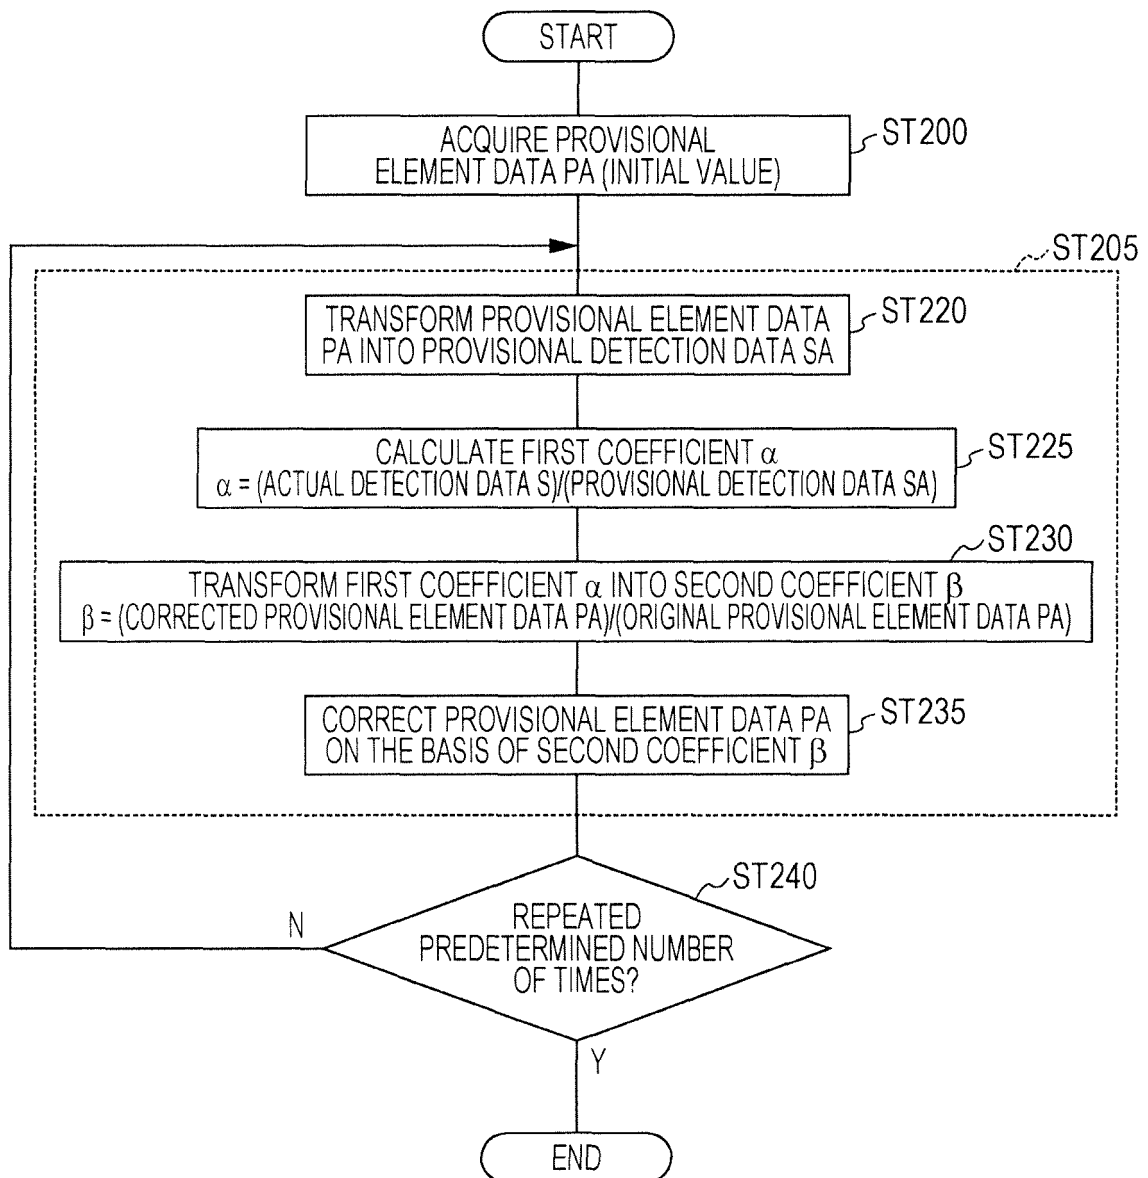 START
ACQUIRE PROVISIONAL
ELEMENT DATA PA (INITIAL VALUE)
ST200
ST205
TRANSFORM PROVISIONAL ELEMENT DATA
PA INTO PROVISIONAL DETECTION DATA SA
ST220
CALCULATE FIRST COEFFICIENT α
α = (ACTUAL DETECTION DATA S)/(PROVISIONAL DETECTION DATA SA)
ST225
ST230
TRANSFORM FIRST COEFFICIENT α INTO SECOND COEFFICIENT β
β = (CORRECTED PROVISIONAL ELEMENT DATA PA)/(ORIGINAL PROVISIONAL ELEMENT DATA PA)
CORRECT PROVISIONAL ELEMENT DATA PA
ON THE BASIS OF SECOND COEFFICIENT β
ST235
ST240
REPEATED
PREDETERMINED NUMBER
OF TIMES?
N
Y
END